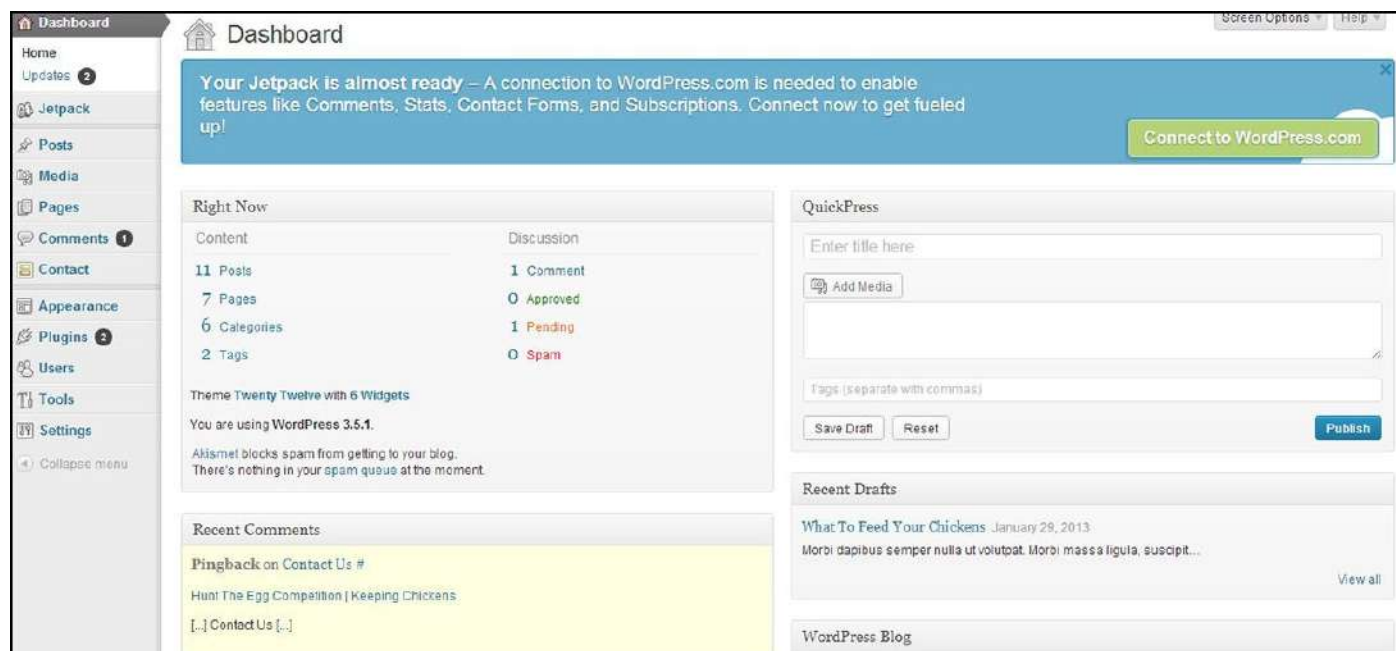 Dashboard
Home
Updates 2
Jetpack
Posts
Media
Pages
Comments 1
Contact
Appearance
Plugins 2
Users
Tools
Settings
Collapse menu
Screen Options
Help
Dashboard
Your Jetpack is almost ready – A connection to WordPress.com is needed to enable
features like Comments, Stats, Contact Forms, and Subscriptions. Connect now to get fueled
up!
Connect to WordPress.com
Right Now
Content
11 Posts
7 Pages
6 Categories
2 Tags
Discussion
1 Comment
0 Approved
1 Pending
0 Spam
Theme Twenty Twelve with 6 Widgets
You are using WordPress 3.5.1.
Akismet blocks spam from getting to your blog.
There's nothing in your spam queue at the moment.
Recent Comments
Pingback on Contact Us #
Hunt The Egg Competition | Keeping Chickens
[...] Contact Us [...]
QuickPress
Enter title here
Add Media
Tags (separate with commas)
Save Draft
Reset
Publish
Recent Drafts
What To Feed Your Chickens January 29, 2013
Morbi dapibus semper nulla ut volutpat. Morbi massa ligula, suscipit...
View all
WordPress Blog